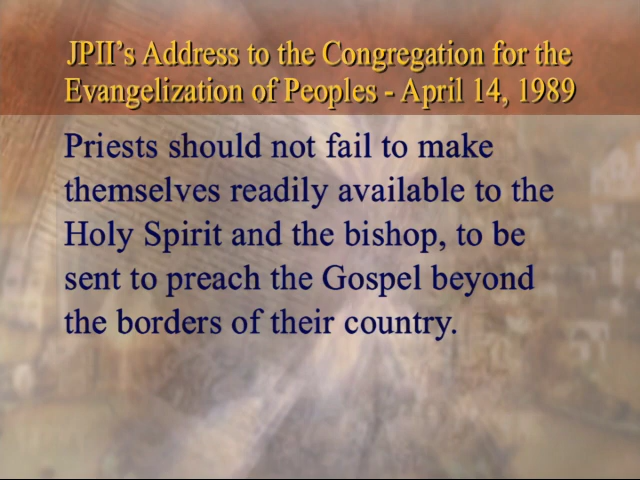 JPII's Address to the Congregation for the
Evangelization of Peoples - April 14, 1989
Priests should not fail to make
themselves readily available to the
Holy Spirit and the bishop, to be
sent to preach the Gospel beyond
the borders of their country.